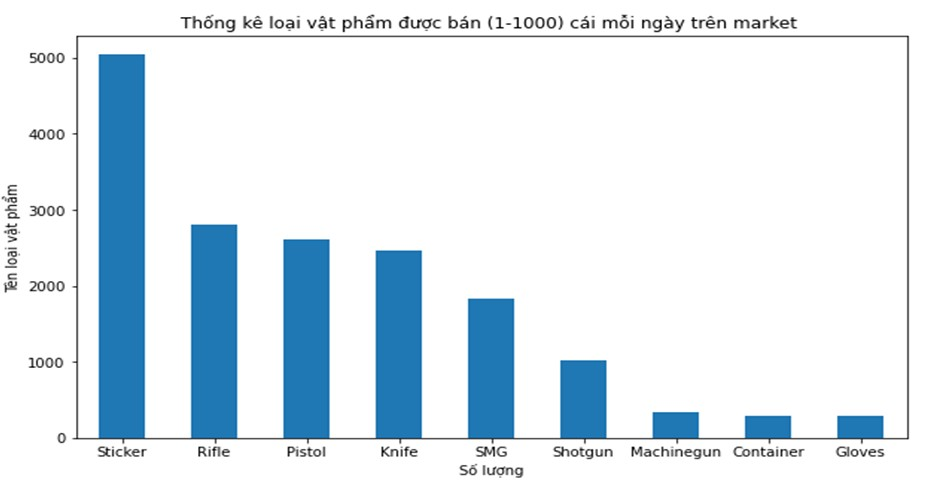 Thống kê loại vật phẩm được bán (1-1000) cái mỗi ngày trên market
Tên loại vật phẩm
5000
4000
3000
2000
1000
0
Sticker Rifle Pistol Knife SMG Shotgun Machinegun Container Gloves
Số lượng